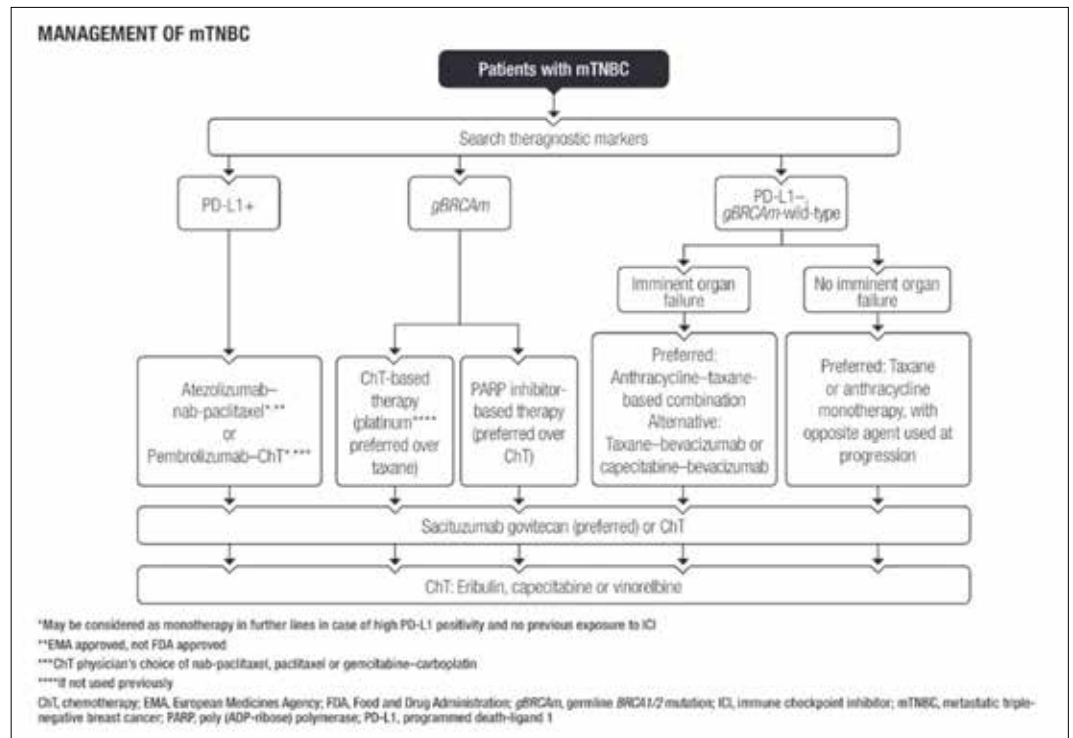 MANAGEMENT OF mTNBC
Patients with mTNBC
Search theragnostic markers
PD-L1+
gBRCAm
PD-L1–,
gBRCAm-wild-type
Imminent organ
failure
No imminent organ
failure
Atezolizumab–
nab-paclitaxel*,**
or
Pembrolizumab–ChT*,***
ChT-based
therapy
(platinum****
preferred over
taxane)
PARP inhibitor-
based therapy
(preferred over
ChT)
Preferred:
Anthracycline–taxane-
based combination
Alternative:
Taxane–bevacizumab or
capecitabine–bevacizumab
Preferred: Taxane
or anthracycline
monotherapy, with
opposite agent used at
progression
Sacituzumab govitecan (preferred) or ChT
ChT: Eribulin, capecitabine or vinorelbine
*May be considered as monotherapy in further lines in case of high PD-L1 positivity and no previous exposure to ICI
**EMA approved, not FDA approved
***ChT physician's choice of nab-paclitaxel, paclitaxel or gemcitabine–carboplatin
****If not used previously
ChT, chemotherapy; EMA, European Medicines Agency; FDA, Food and Drug Administration; gBRCAm, germline BRCA1/2 mutation; ICI, immune checkpoint inhibitor; mTNBC, metastatic triple-
negative breast cancer; PARP, poly (ADP-ribose) polymerase; PD-L1, programmed death-ligand 1